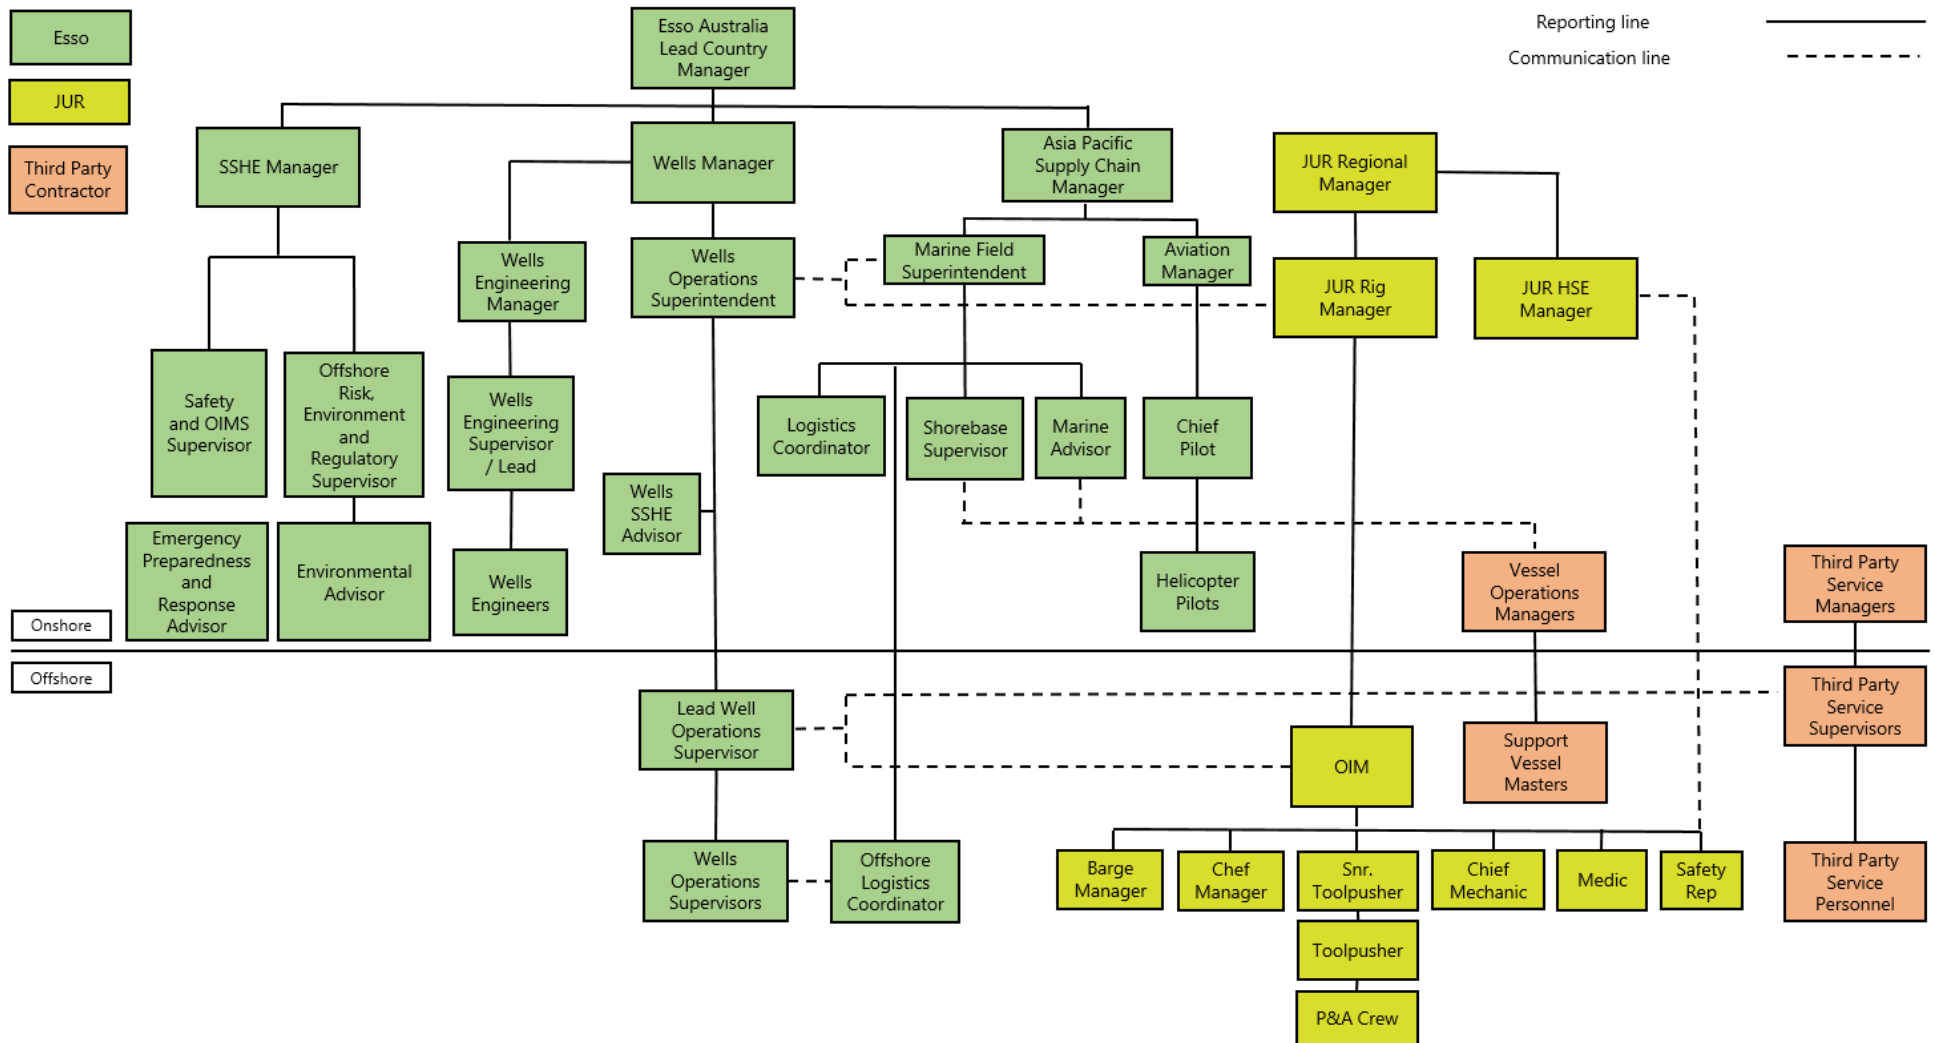 Esso
JUR
Third Party
Contractor
Reporting line
Communication line
Esso Australia
Lead Country
Manager
SSHE Manager
Wells Manager
Asia Pacific
Supply Chain
Manager
JUR Regional
Manager
Wells
Engineering
Manager
Wells
Operations
Superintendent
Marine Field
Superintendent
Aviation
Manager
JUR Rig
Manager
JUR HSE
Manager
Safety
and OIMS
Supervisor
Offshore
Risk,
Environment
and
Regulatory
Supervisor
Wells
Engineering
Supervisor
/ Lead
Logistics
Coordinator
Shorebase
Supervisor
Marine
Advisor
Chief
Pilot
Wells
SSHE
Advisor
Emergency
Preparedness
and
Response
Advisor
Environmental
Advisor
Wells
Engineers
Helicopter
Pilots
Vessel
Operations
Managers
Third Party
Service
Managers
Onshore
Offshore
Lead Well
Operations
Supervisor
OIM
Support
Vessel
Masters
Third Party
Service
Supervisors
Wells
Operations
Supervisors
Offshore
Logistics
Coordinator
Barge
Manager
Chef
Manager
Snr.
Toolpusher
Chief
Mechanic
Medic
Safety
Rep
Third Party
Service
Personnel
Toolpusher
P&A Crew